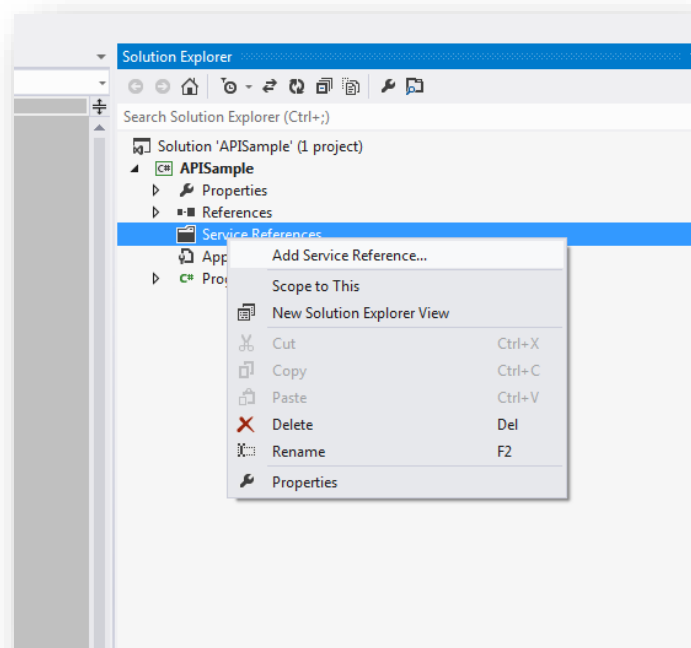 Solution Explorer
Search Solution Explorer (Ctrl+;)
Solution 'APISample' (1 project)
C# APISample
Properties
References
Service References
App
C# Prog
Add Service Reference...
Scope to This
New Solution Explorer View
Cut Ctrl+X
Copy Ctrl+C
Paste Ctrl+V
Delete Del
Rename F2
Properties